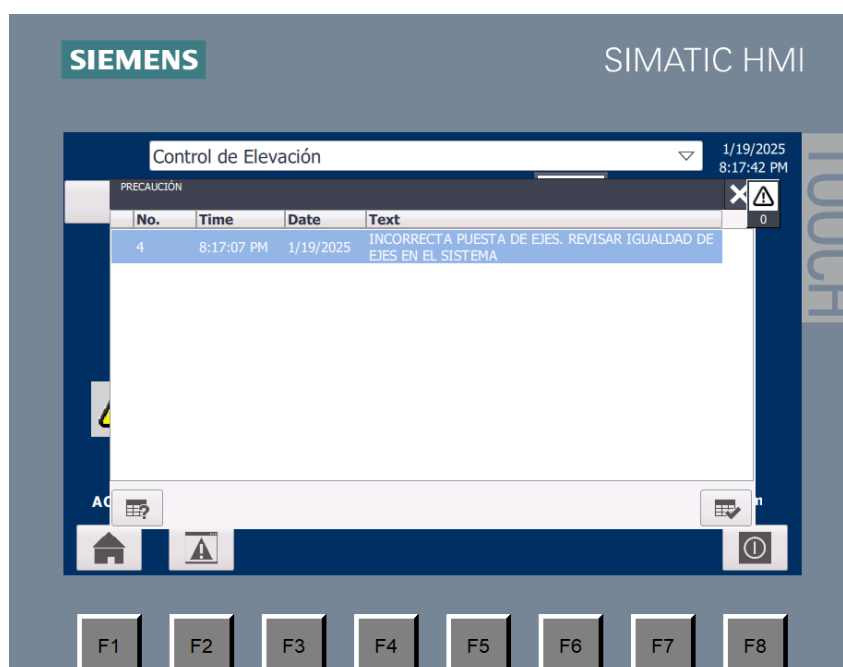 SIEMENS
SIMATIC HMI
TOUCH
Control de Elevación
1/19/2025
8:17:42 PM
PRECAUCIÓN
0
No. Time Date Text
4 8:17:07 PM 1/19/2025 INCORRECTA PUESTA DE EJES. REVISAR IGUALDAD DE
EJES EN EL SISTEMA
F1 F2 F3 F4 F5 F6 F7 F8